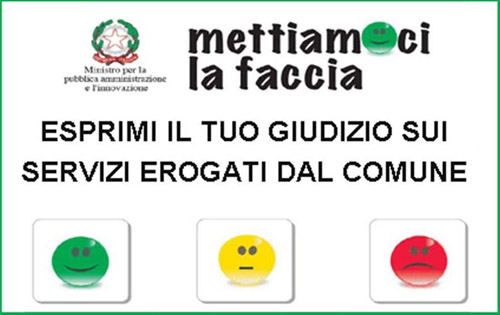 mettiamoci
la faccia
Ministro per la
pubblica amministrazione
e l'innovazione
ESPRIMI IL TUO GIUDIZIO SUI
SERVIZI EROGATI DAL COMUNE